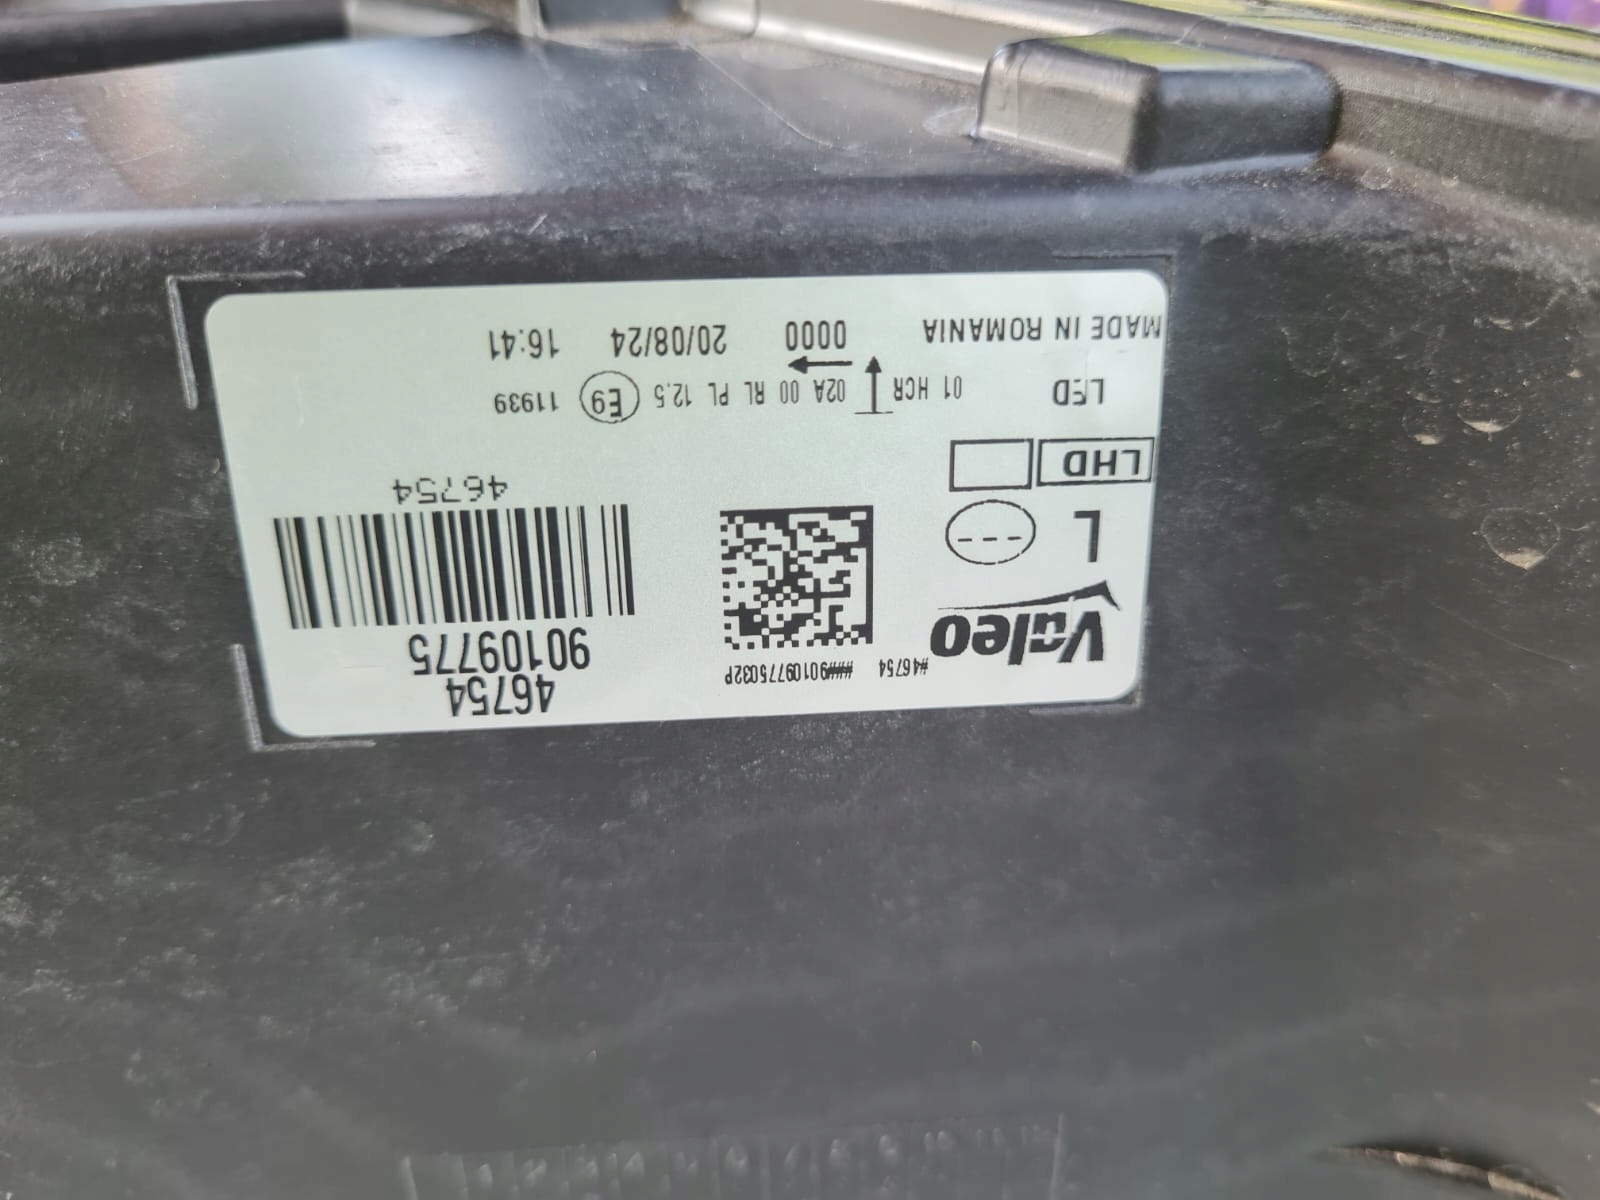 46754
90109775
#46754 ###90109775032P
Valeo
L
46754
LHD
LED
01 HCR 02A 00 RL PL 12.5 E9 11939
MADE IN ROMANIA 0000 20/08/24 16:41